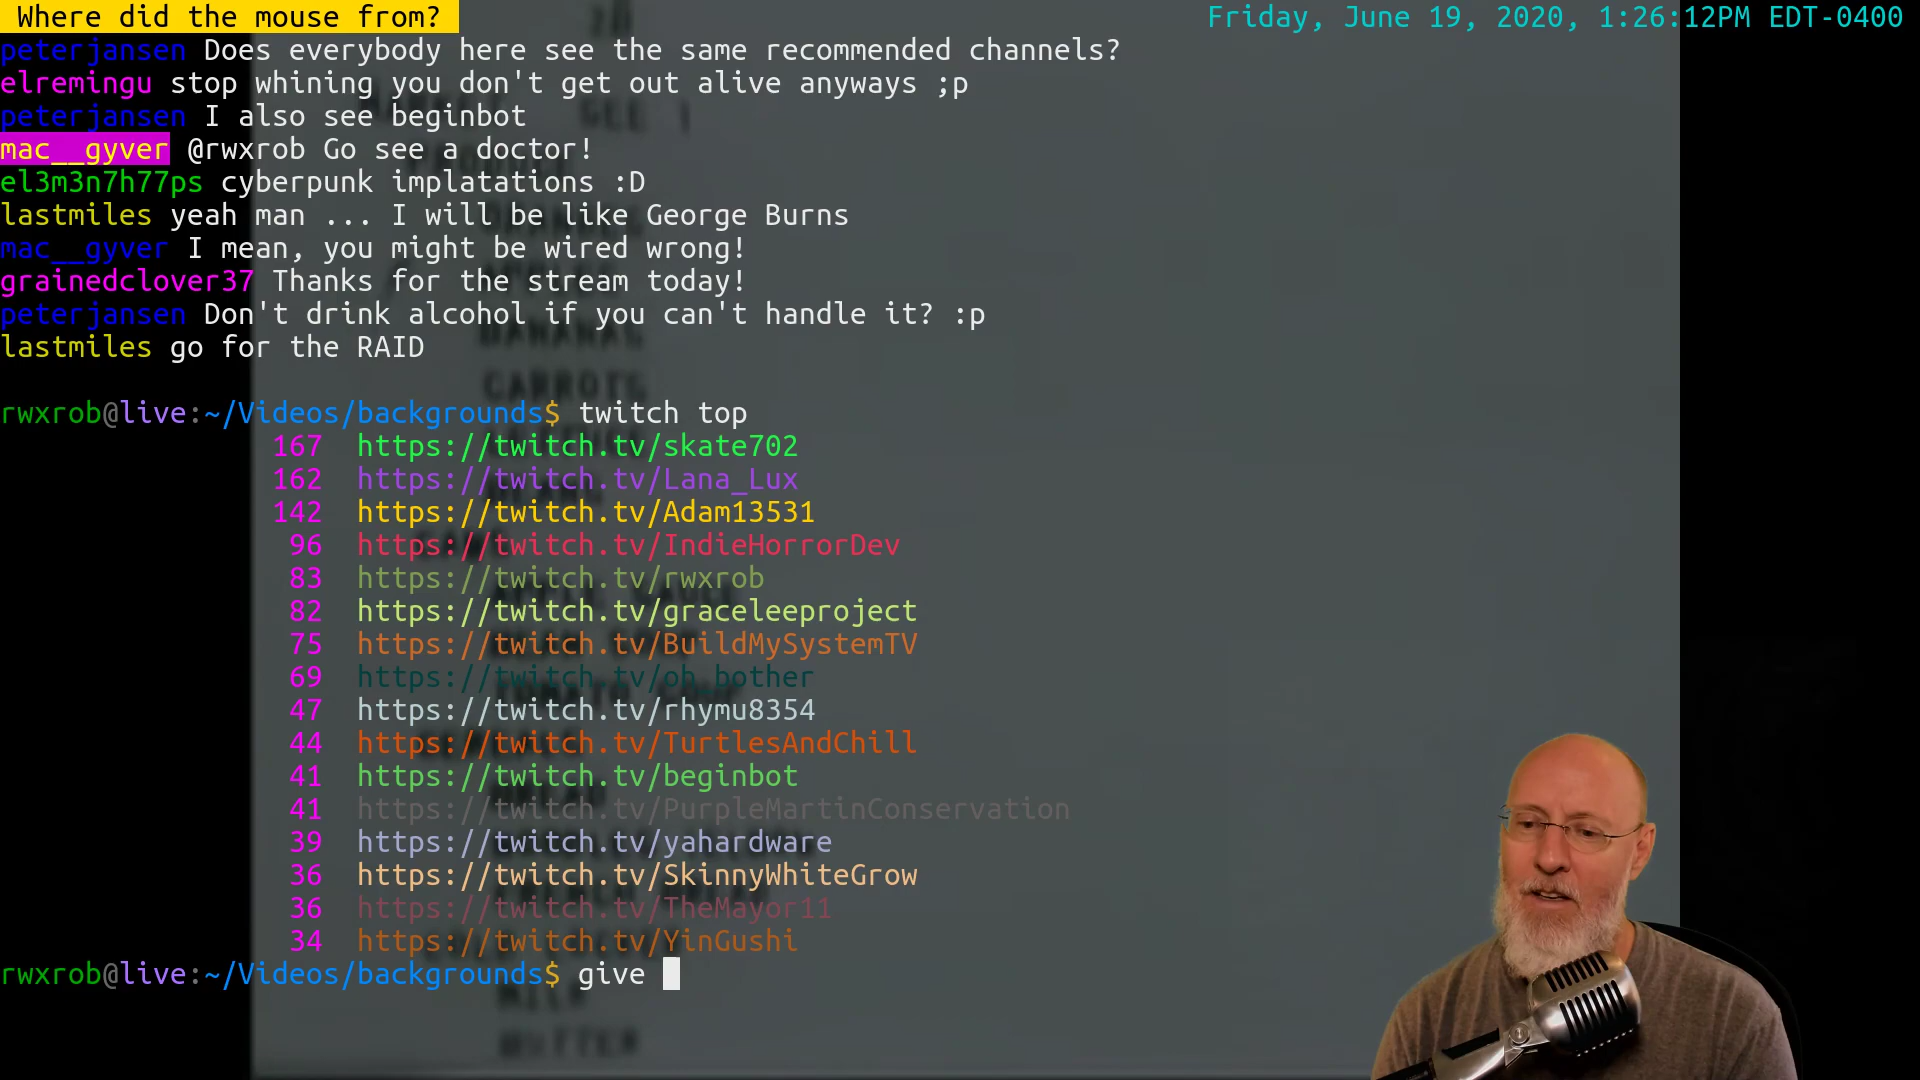 Where did the mouse from?
Friday, June 19, 2020, 1:26:12PM EDT-0400
peterjansen Does everybody here see the same recommended channels?
elremingu stop whining you don't get out alive anyways ;p
peterjansen I also see beginbot
mac__gyver @rwxrob Go see a doctor!
el3m3n7h77ps cyberpunk implatations :D
lastmiles yeah man ... I will be like George Burns
mac__gyver I mean, you might be wired wrong!
grainedclover37 Thanks for the stream today!
peterjansen Don't drink alcohol if you can't handle it? :p
lastmiles go for the RAID
rwxrob@live:~/Videos/backgrounds$ twitch top
167 https://twitch.tv/skate702
162 https://twitch.tv/Lana_Lux
142 https://twitch.tv/Adam13531
96 https://twitch.tv/IndieHorrorDev
83 https://twitch.tv/rwxrob
82 https://twitch.tv/graceleeproject
75 https://twitch.tv/BuildMySystemTV
69 https://twitch.tv/oh_bother
47 https://twitch.tv/rhymu8354
44 https://twitch.tv/TurtlesAndChill
41 https://twitch.tv/beginbot
41 https://twitch.tv/PurpleMartinConservation
39 https://twitch.tv/yahardware
36 https://twitch.tv/SkinnyWhiteGrow
36 https://twitch.tv/TheMayor11
34 https://twitch.tv/YinGushi
rwxrob@live:~/Videos/backgrounds$ give
CARROTS
MILK
BUTTER